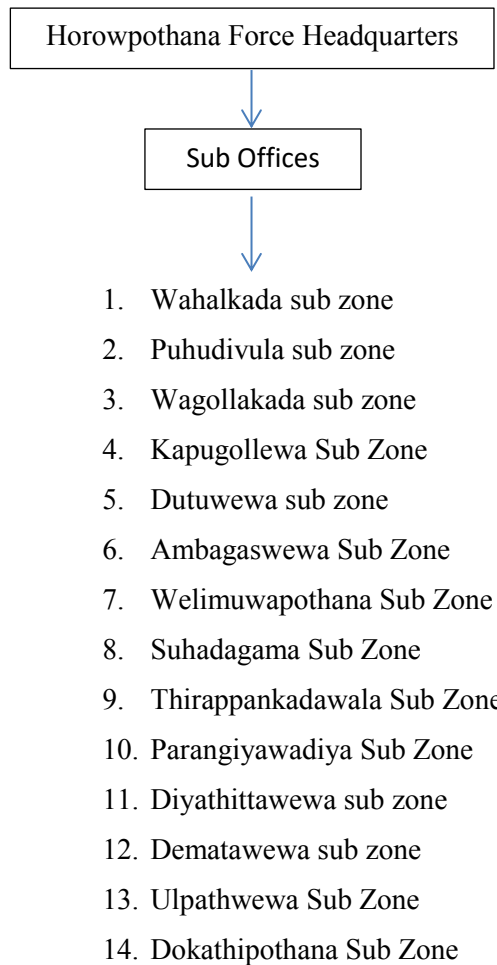 Horowpothana Force Headquarters
Sub Offices
1. Wahalkada sub zone
2. Puhudivula sub zone
3. Wagollakada sub zone
4. Kapugollewa Sub Zone
5. Dutuwewa sub zone
6. Ambagaswewa Sub Zone
7. Welimuwapothana Sub Zone
8. Suhadagama Sub Zone
9. Thirappankadawala Sub Zone
10. Parangiyawadiya Sub Zone
11. Diyathittawewa sub zone
12. Dematawewa sub zone
13. Ulpathwewa Sub Zone
14. Dokathipothana Sub Zone